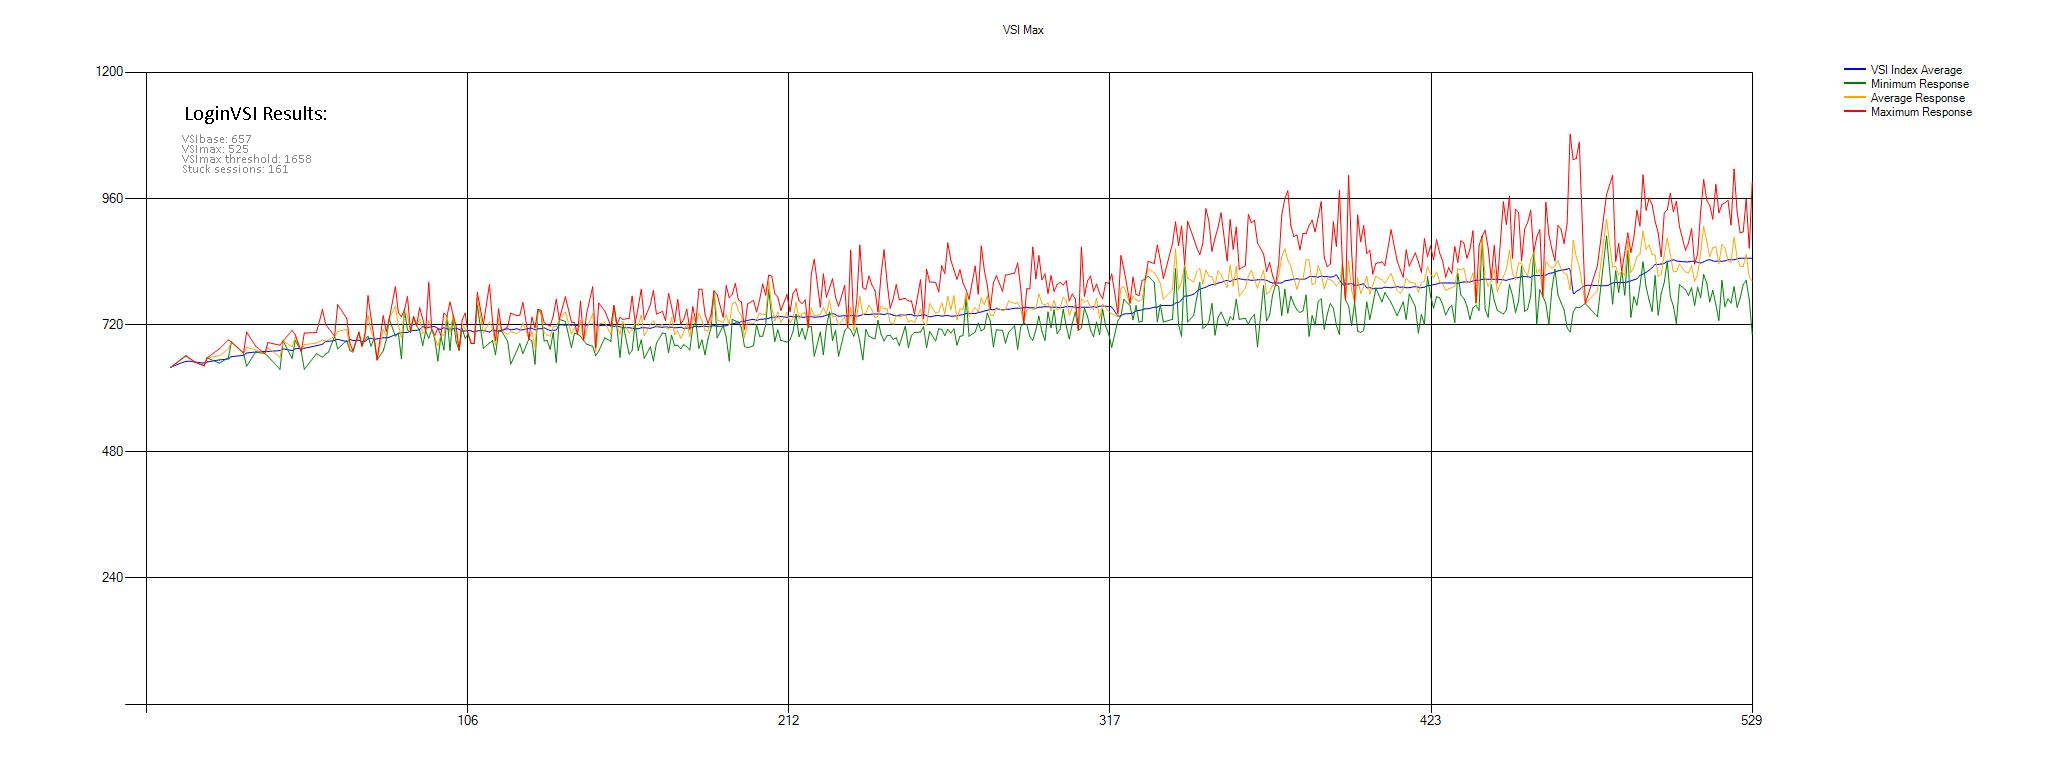 VSI Max
1200
960
720
480
240
LoginVSI Results:
VSIbase: 657
VSImax: 525
VSImax threshold: 1658
Stuck sessions: 161
106
212
317
423
529
VSI Index Average
Minimum Response
Average Response
Maximum Response